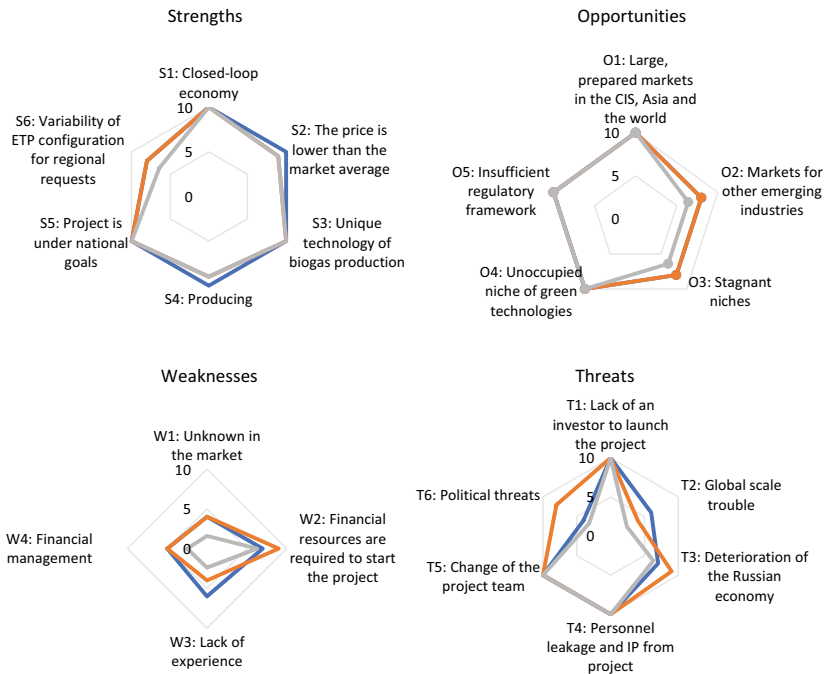 Strengths
S1: Closed-loop
economy
10
5
0
S2: The price is
lower than the
market average
S3: Unique
technology of
biogas production
S4: Producing
S5: Project is
under national
goals
S6: Variability of
ETP configuration
for regional
requests
Opportunities
O1: Large,
prepared markets
in the CIS, Asia and
the world
10
5
0
O2: Markets for
other emerging
industries
O3: Stagnant
niches
O4: Unoccupied
niche of green
technologies
O5: Insufficient
regulatory
framework
Weaknesses
W1: Unknown in
the market
10
5
0
W2: Financial
resources are
required to start
the project
W3: Lack of
experience
W4: Financial
management
Threats
T1: Lack of an
investor to launch
the project
10
5
0
T2: Global scale
trouble
T3: Deterioration of
the Russian
economy
T4: Personnel
leakage and IP from
project
T5: Change of the
project team
T6: Political threats